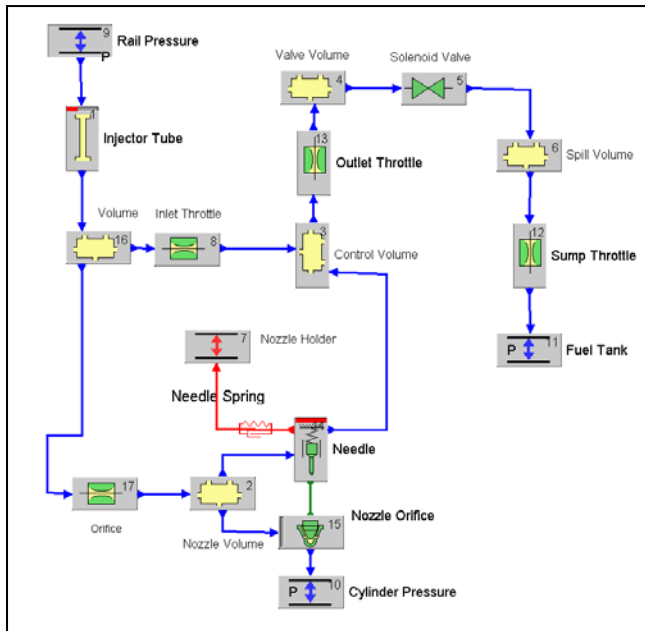 9
Rail Pressure
P
1
Injector Tube
Volume
16
Inlet Throttle
8
Valve Volume
4
Solenoid Valve
5
13
Outlet Throttle
3
Control Volume
6
Spill Volume
12
Sump Throttle
P
11
Fuel Tank
7
Nozzle Holder
Needle Spring
14
Needle
17
Orifice
2
Nozzle Volume
15
Nozzle Orifice
P
10
Cylinder Pressure